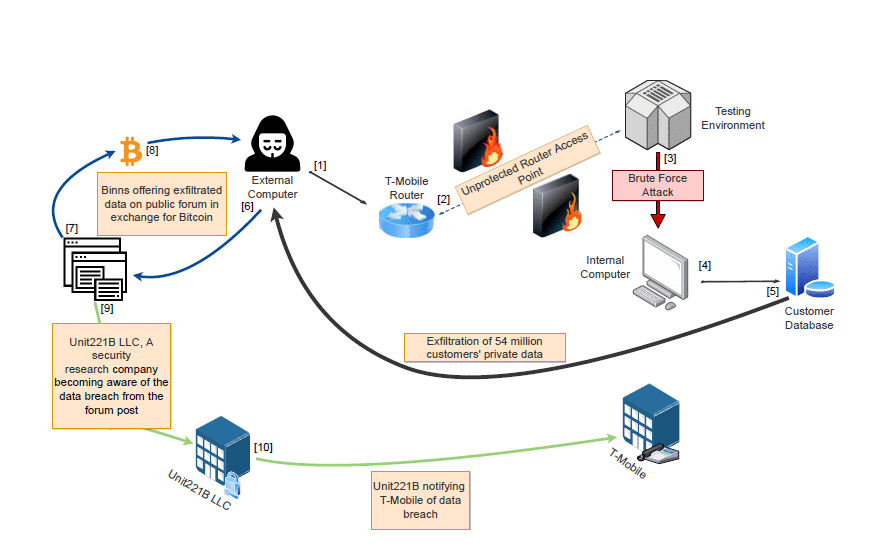 [8]
Binns offering exfiltrated
data on public forum in
exchange for Bitcoin
External
Computer
[1]
[6]
[7]
T-Mobile
Router
[2]
Unprotected Router Access
Point
Testing
Environment
[3]
Brute Force
Attack
Internal
Computer
[4]
[5]
Customer
Database
Exfiltration of 54 million
customers' private data
[9]
Unit221B LLC, A
security
research company
becoming aware of the
data breach from the
forum post
Unit221B LLC
[10]
Unit221B notifying
T-Mobile of data
breach
T-Mobile